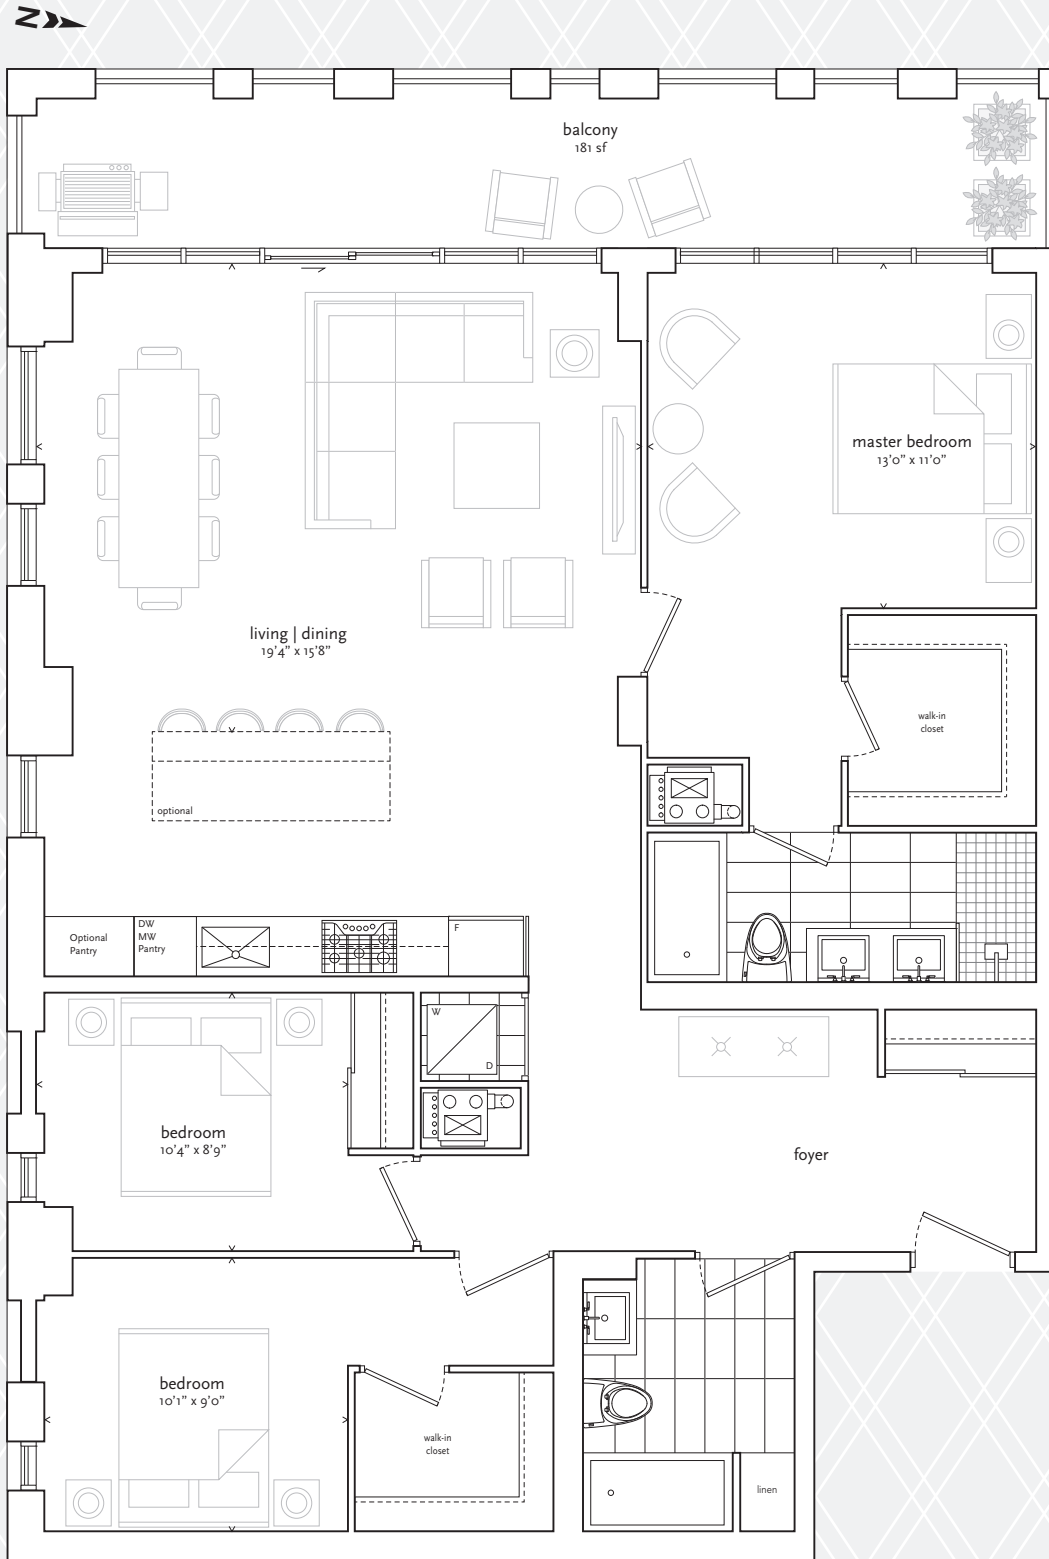 N
balcony
181 sf
master bedroom
13'0" x 11'0"
living | dining
19'4" x 15'8"
walk-in
closet
optional
Optional
Pantry
DW
MW
Pantry
F
W
D
bedroom
10'4" x 8'9"
foyer
bedroom
10'1" x 9'0"
walk-in
closet
linen